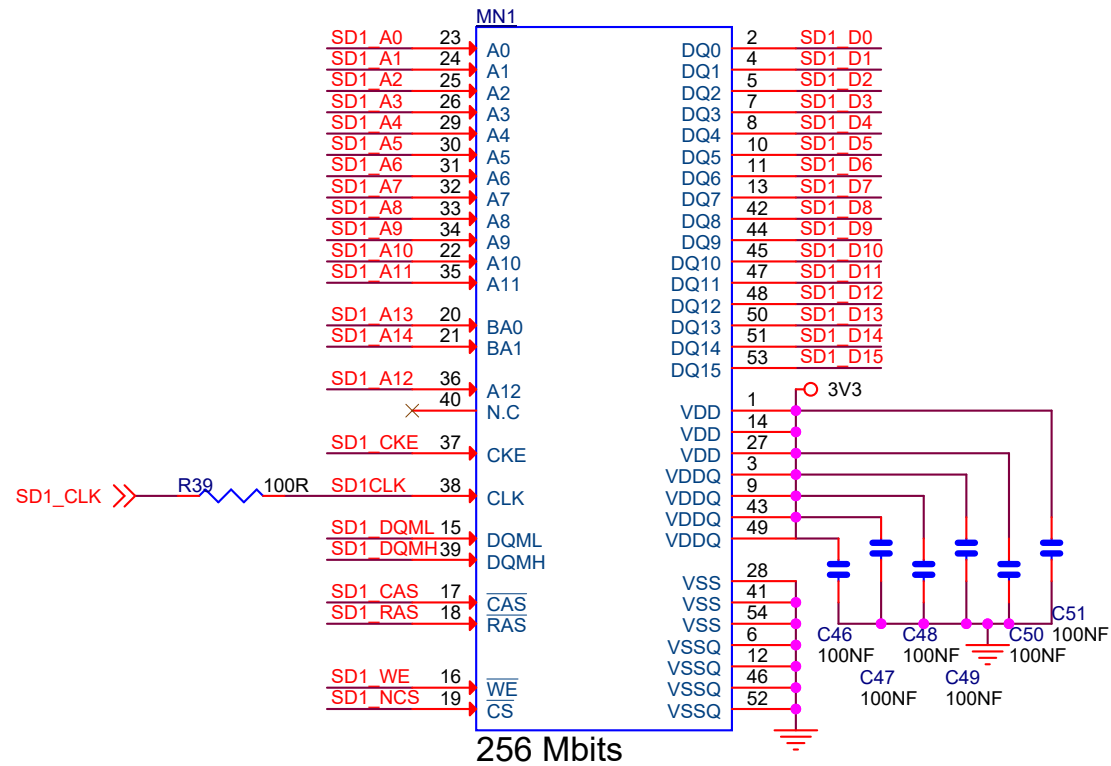 MN1
SD1_A0 23 A0 DQ0 2 SD1_D0
SD1_A1 24 A1 DQ1 4 SD1_D1
SD1_A2 25 A2 DQ2 5 SD1_D2
SD1_A3 26 A3 DQ3 7 SD1_D3
SD1_A4 29 A4 DQ4 8 SD1_D4
SD1_A5 30 A5 DQ5 10 SD1_D5
SD1_A6 31 A6 DQ6 11 SD1_D6
SD1_A7 32 A7 DQ7 13 SD1_D7
SD1_A8 33 A8 DQ8 42 SD1_D8
SD1_A9 34 A9 DQ9 44 SD1_D9
SD1_A10 22 A10 DQ10 45 SD1_D10
SD1_A11 35 A11 DQ11 47 SD1_D11
DQ12 48 SD1_D12
SD1_A13 20 BA0 DQ13 50 SD1_D13
SD1_A14 21 BA1 DQ14 51 SD1_D14
DQ15 53 SD1_D15
SD1_A12 36 A12 3V3
40 N.C VDD 1
VDD 14
SD1_CKE 37 CKE VDD 27
VDDQ 3
SD1_CLK R39 100R SD1CLK 38 CLK VDDQ 9
VDDQ 43
SD1_DQML 15 DQML VDDQ 49
SD1_DQMH 39 DQMH
VSS 28
SD1_CAS 17 CAS VSS 41
SD1_RAS 18 RAS VSS 54
VSSQ 6
VSSQ 12
SD1_WE 16 WE VSSQ 46
SD1_NCS 19 CS VSSQ 52
C51
100NF
C46 C48 C50
100NF 100NF 100NF
C47 C49
100NF 100NF
256 Mbits